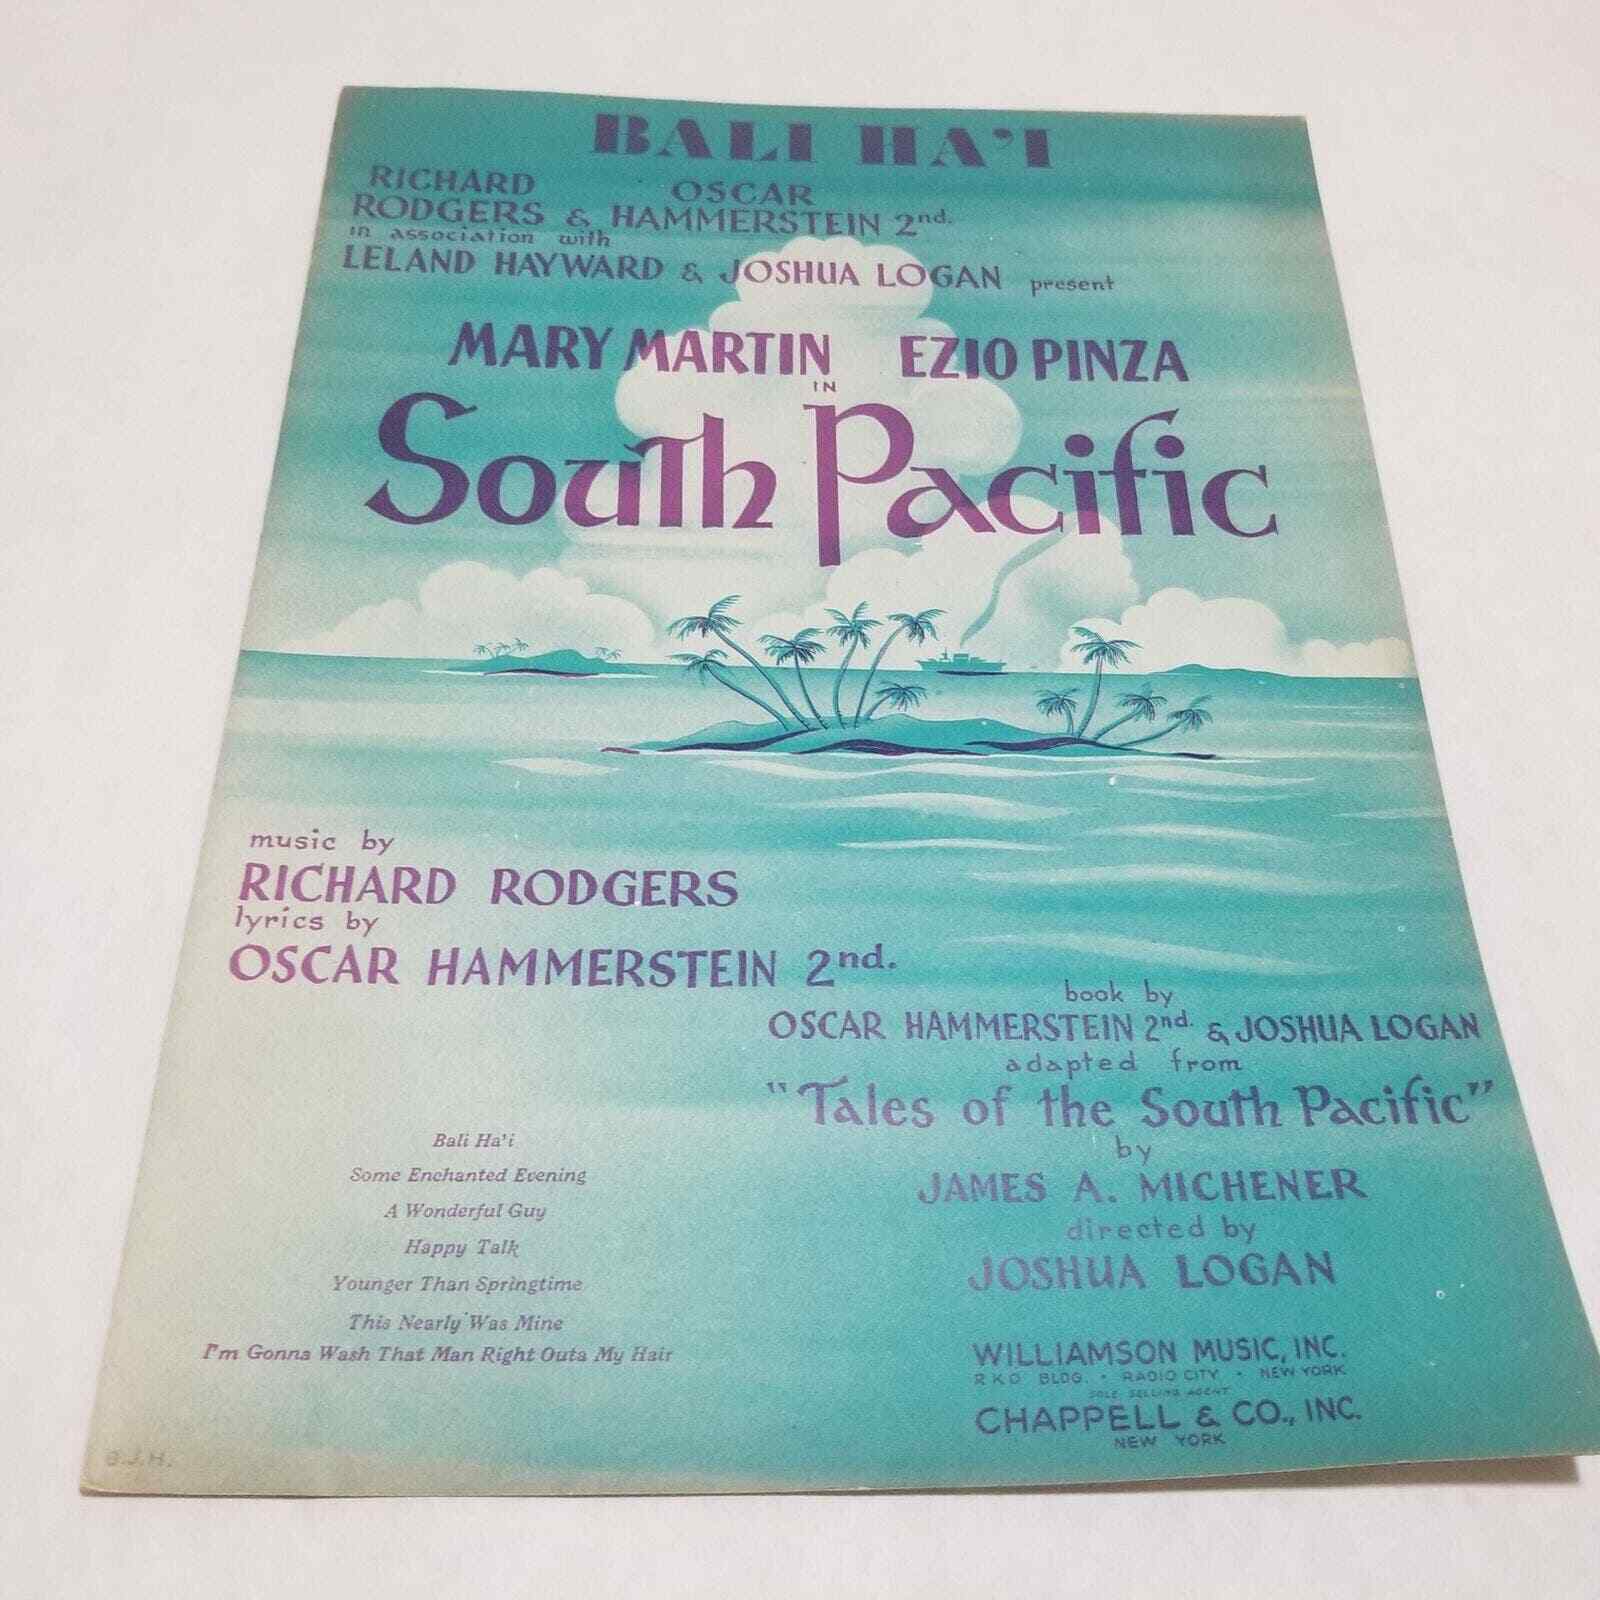 BALI HA'I
RICHARD OSCAR
RODGERS & HAMMERSTEIN 2nd.
in association with
LELAND HAYWARD & JOSHUA LOGAN present
MARY MARTIN EZIO PINZA
IN
South Pacific
music by
RICHARD RODGERS
lyrics by
OSCAR HAMMERSTEIN 2nd.
book by
OSCAR HAMMERSTEIN 2nd. & JOSHUA LOGAN
adapted from
"Tales of the South Pacific"
by
JAMES A. MICHENER
directed by
JOSHUA LOGAN
Bali Ha'i
Some Enchanted Evening
A Wonderful Guy
Happy Talk
Younger Than Springtime
This Nearly Was Mine
I'm Gonna Wash That Man Right Outa My Hair
WILLIAMSON MUSIC, INC.
RKO BLDG. · RADIO CITY · NEW YORK
SOLE SELLING AGENT
CHAPPELL & CO., INC.
NEW YORK
B.J.H.